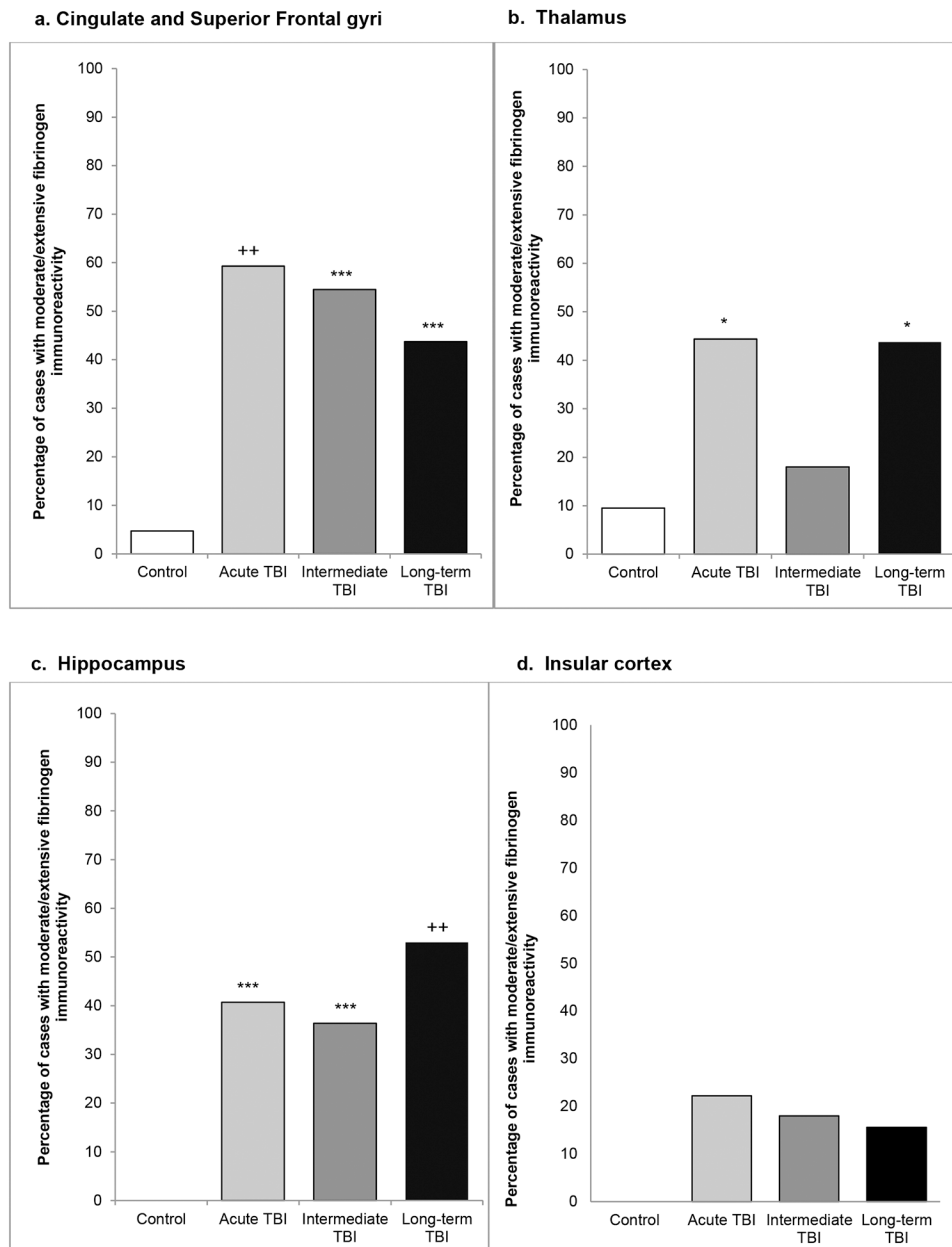 a. Cingulate and Superior Frontal gyri
b. Thalamus
Percentage of cases with moderate/extensive fibrinogen
immunoreactivity
100
90
80
70
60
50
40
30
20
10
0
++
***
***
Control
Acute TBI
Intermediate
TBI
Long-term
TBI
Percentage of cases with moderate/extensive fibrinogen
immunoreactivity
100
90
80
70
60
50
40
30
20
10
0
*
*
Control
Acute TBI
Intermediate
TBI
Long-term
TBI
c. Hippocampus
d. Insular cortex
Percentage of cases with moderate/extensive fibrinogen
immunoreactivity
100
90
80
70
60
50
40
30
20
10
0
***
***
++
Control
Acute TBI
Intermediate
TBI
Long-term
TBI
Percentage of cases with moderate/extensive fibrinogen
immunoreactivity
100
90
80
70
60
50
40
30
20
10
0
Control
Acute TBI
Intermediate
TBI
Long-term
TBI